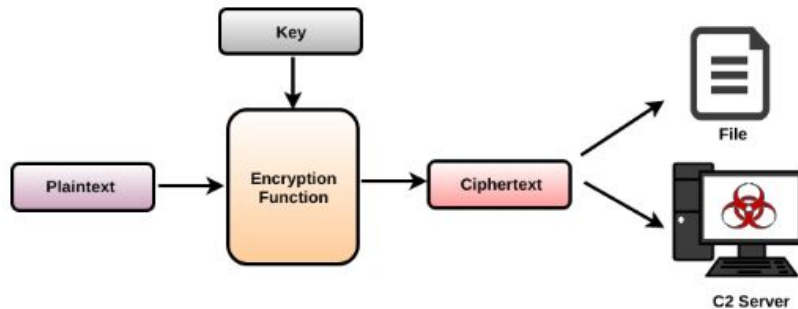 Key
Plaintext
Encryption
Function
Ciphertext
File
C2 Server